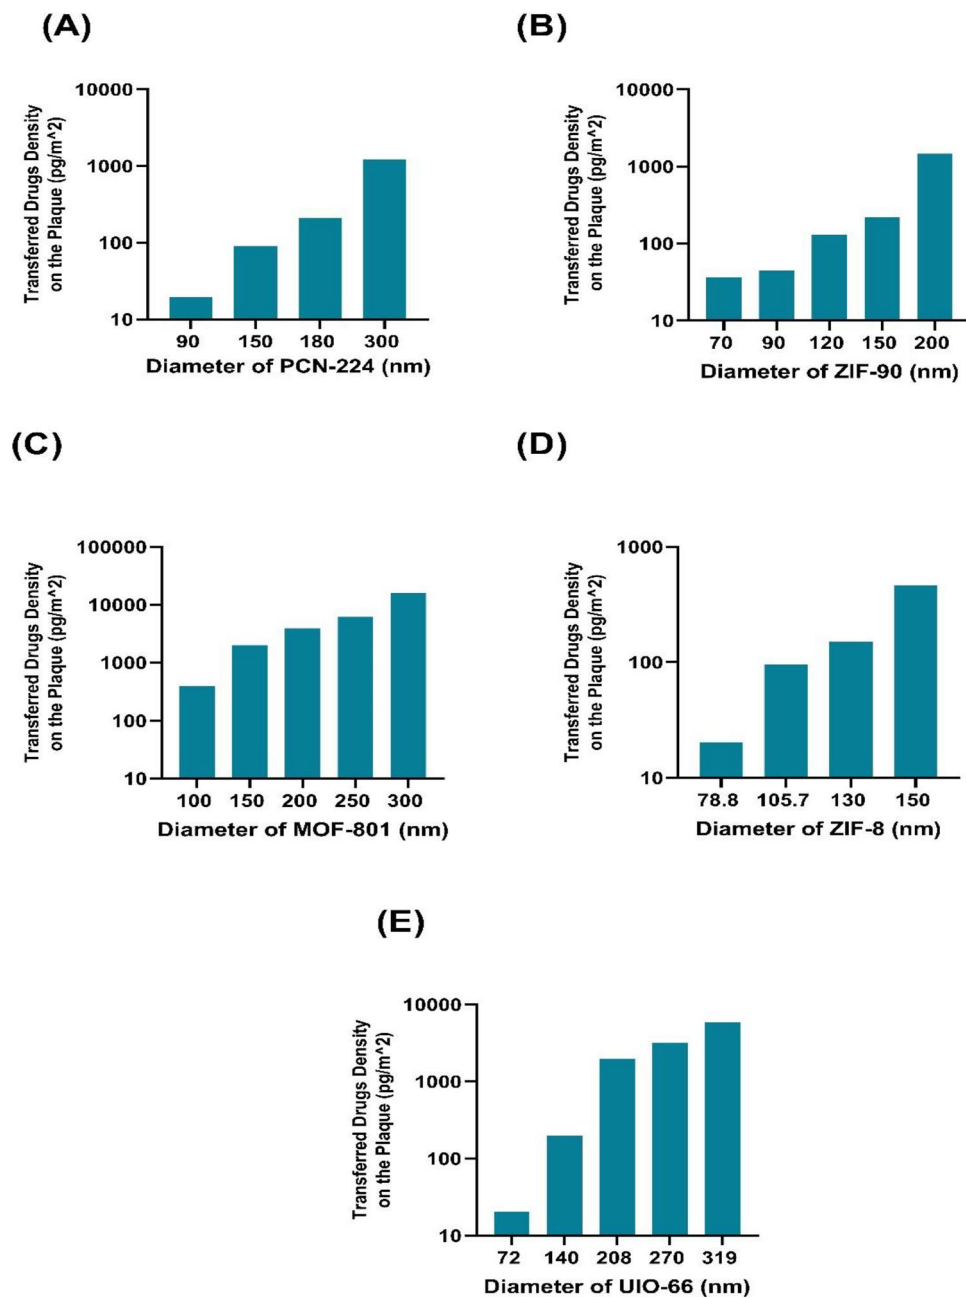 (A)
Transferred Drugs Density
on the Plaque (pg/m^2)
10000
1000
100
10
90 150 180 300
Diameter of PCN-224 (nm)
(B)
Transferred Drugs Density
on the Plaque (pg/m^2)
10000
1000
100
10
70 90 120 150 200
Diameter of ZIF-90 (nm)
(C)
Transferred Drugs Density
on the Plaque (pg/m^2)
100000
10000
1000
100
10
100 150 200 250 300
Diameter of MOF-801 (nm)
(D)
Transferred Drugs Density
on the Plaque (pg/m^2)
1000
100
10
78.8 105.7 130 150
Diameter of ZIF-8 (nm)
(E)
Transferred Drugs Density
on the Plaque (pg/m^2)
10000
1000
100
10
72 140 208 270 319
Diameter of UIO-66 (nm)